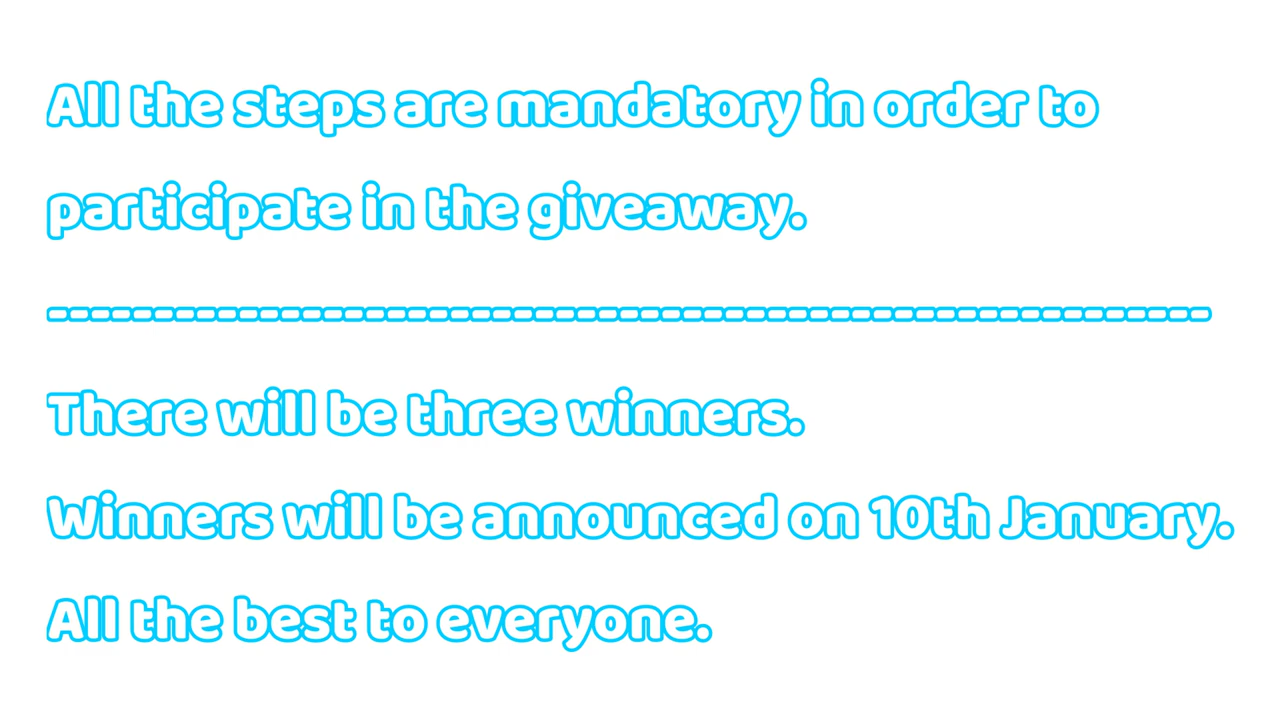 All the steps are mandatory in order to
participate in the giveaway.
-------------------------------------------------------
There will be three winners.
Winners will be announced on 10th January.
All the best to everyone.